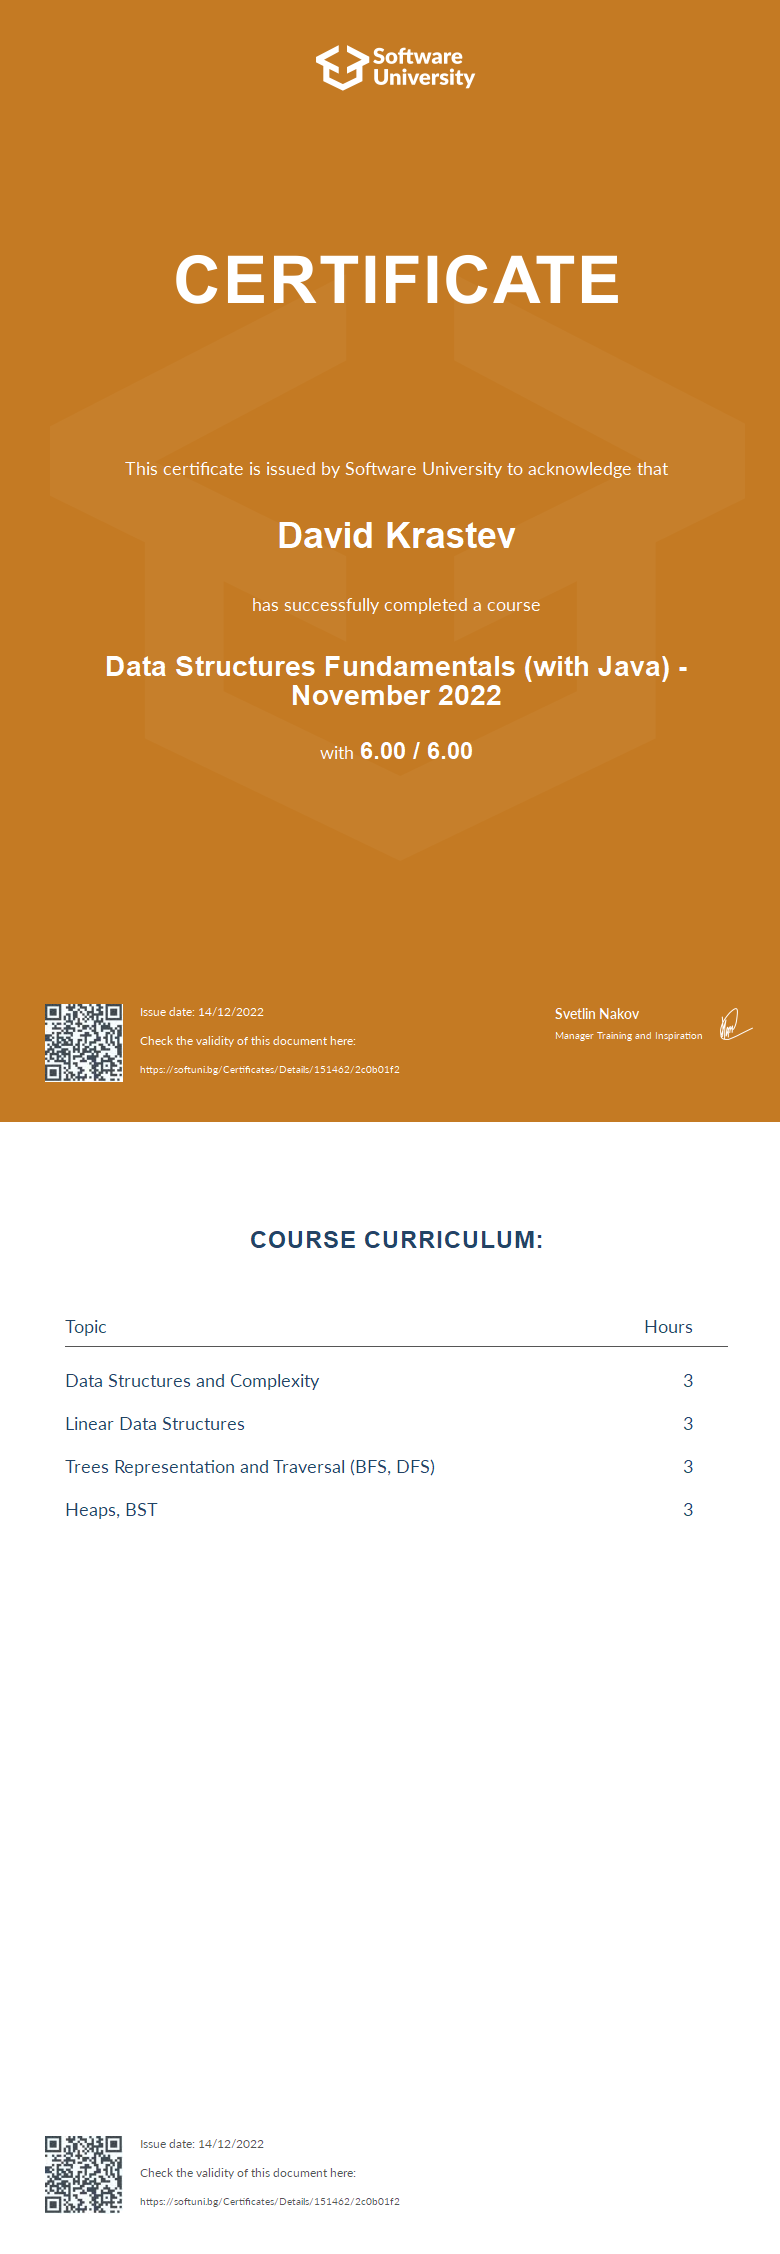 Software
University
CERTIFICATE
This certificate is issued by Software University to acknowledge that
David Krastev
has successfully completed a course
Data Structures Fundamentals (with Java) -
November 2022
with 6.00 / 6.00
Issue date: 14/12/2022
Check the validity of this document here:
https://softuni.bg/Certificates/Details/151462/2c0b01f2
Svetlin Nakov
Manager Training and Inspiration
COURSE CURRICULUM:
Topic Hours
Data Structures and Complexity 3
Linear Data Structures 3
Trees Representation and Traversal (BFS, DFS) 3
Heaps, BST 3
Issue date: 14/12/2022
Check the validity of this document here:
https://softuni.bg/Certificates/Details/151462/2c0b01f2